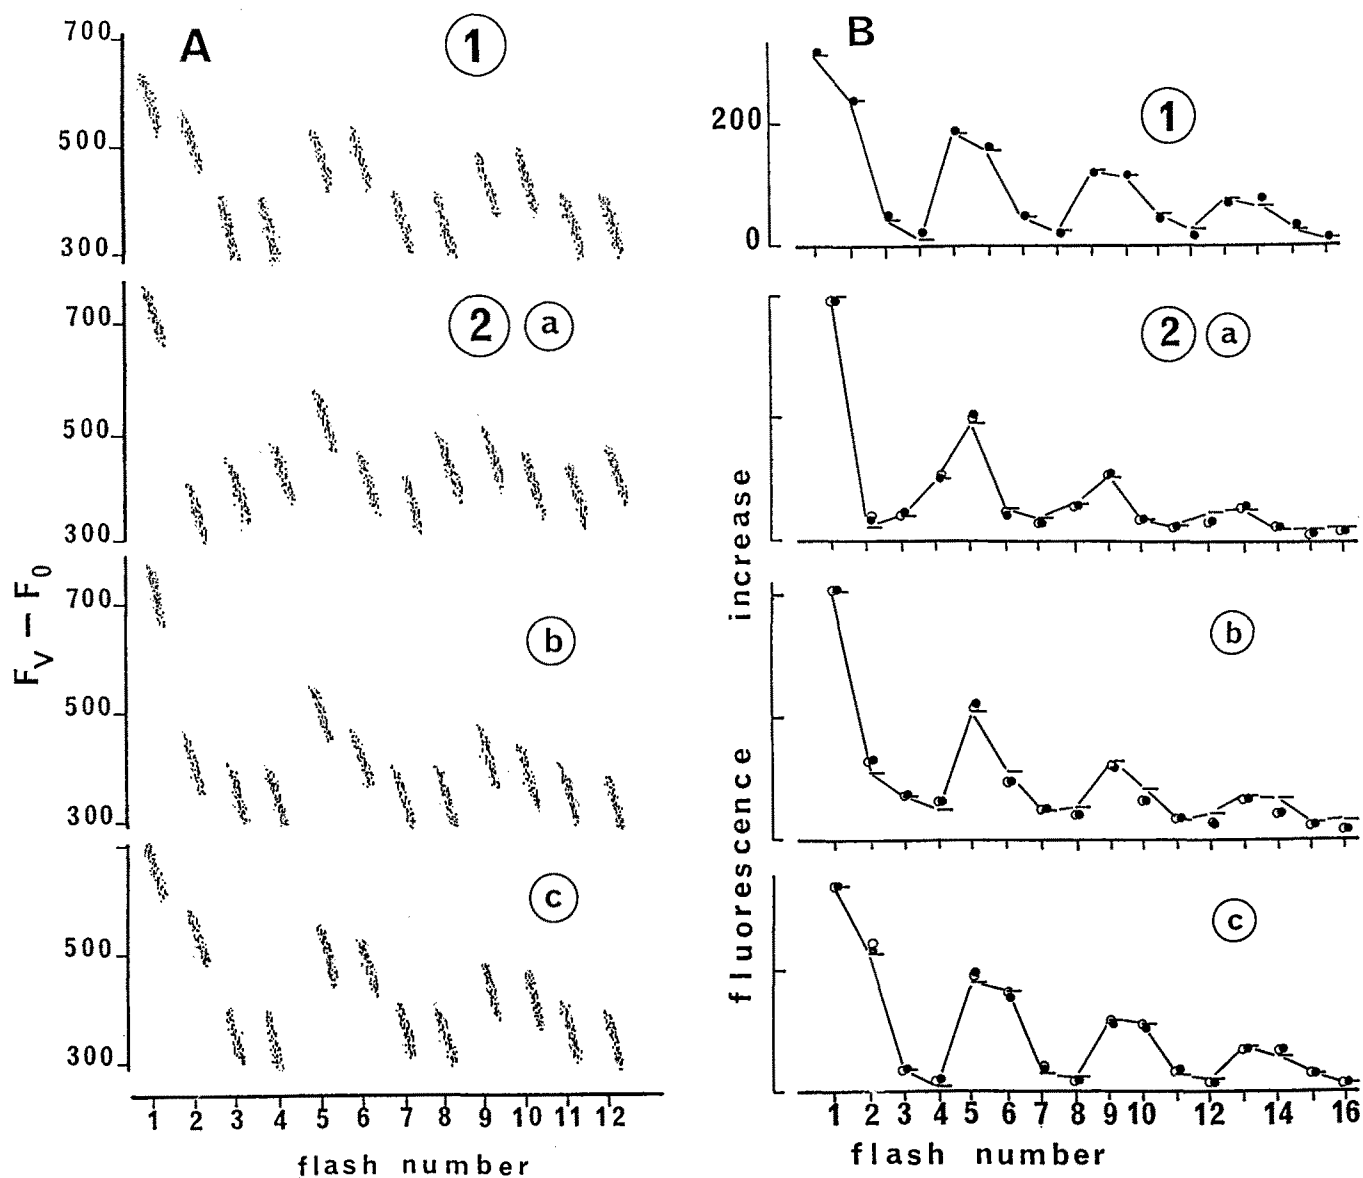 A
1
700
500
300
2 a
700
500
300
b
700
500
300
c
500
300
Fv — F0
1 2 3 4 5 6 7 8 9 10 11 12
flash number
B
1
200
0
2 a
b
c
fluorescence increase
1 2 3 4 5 6 7 8 9 10 12 14 16
flash number